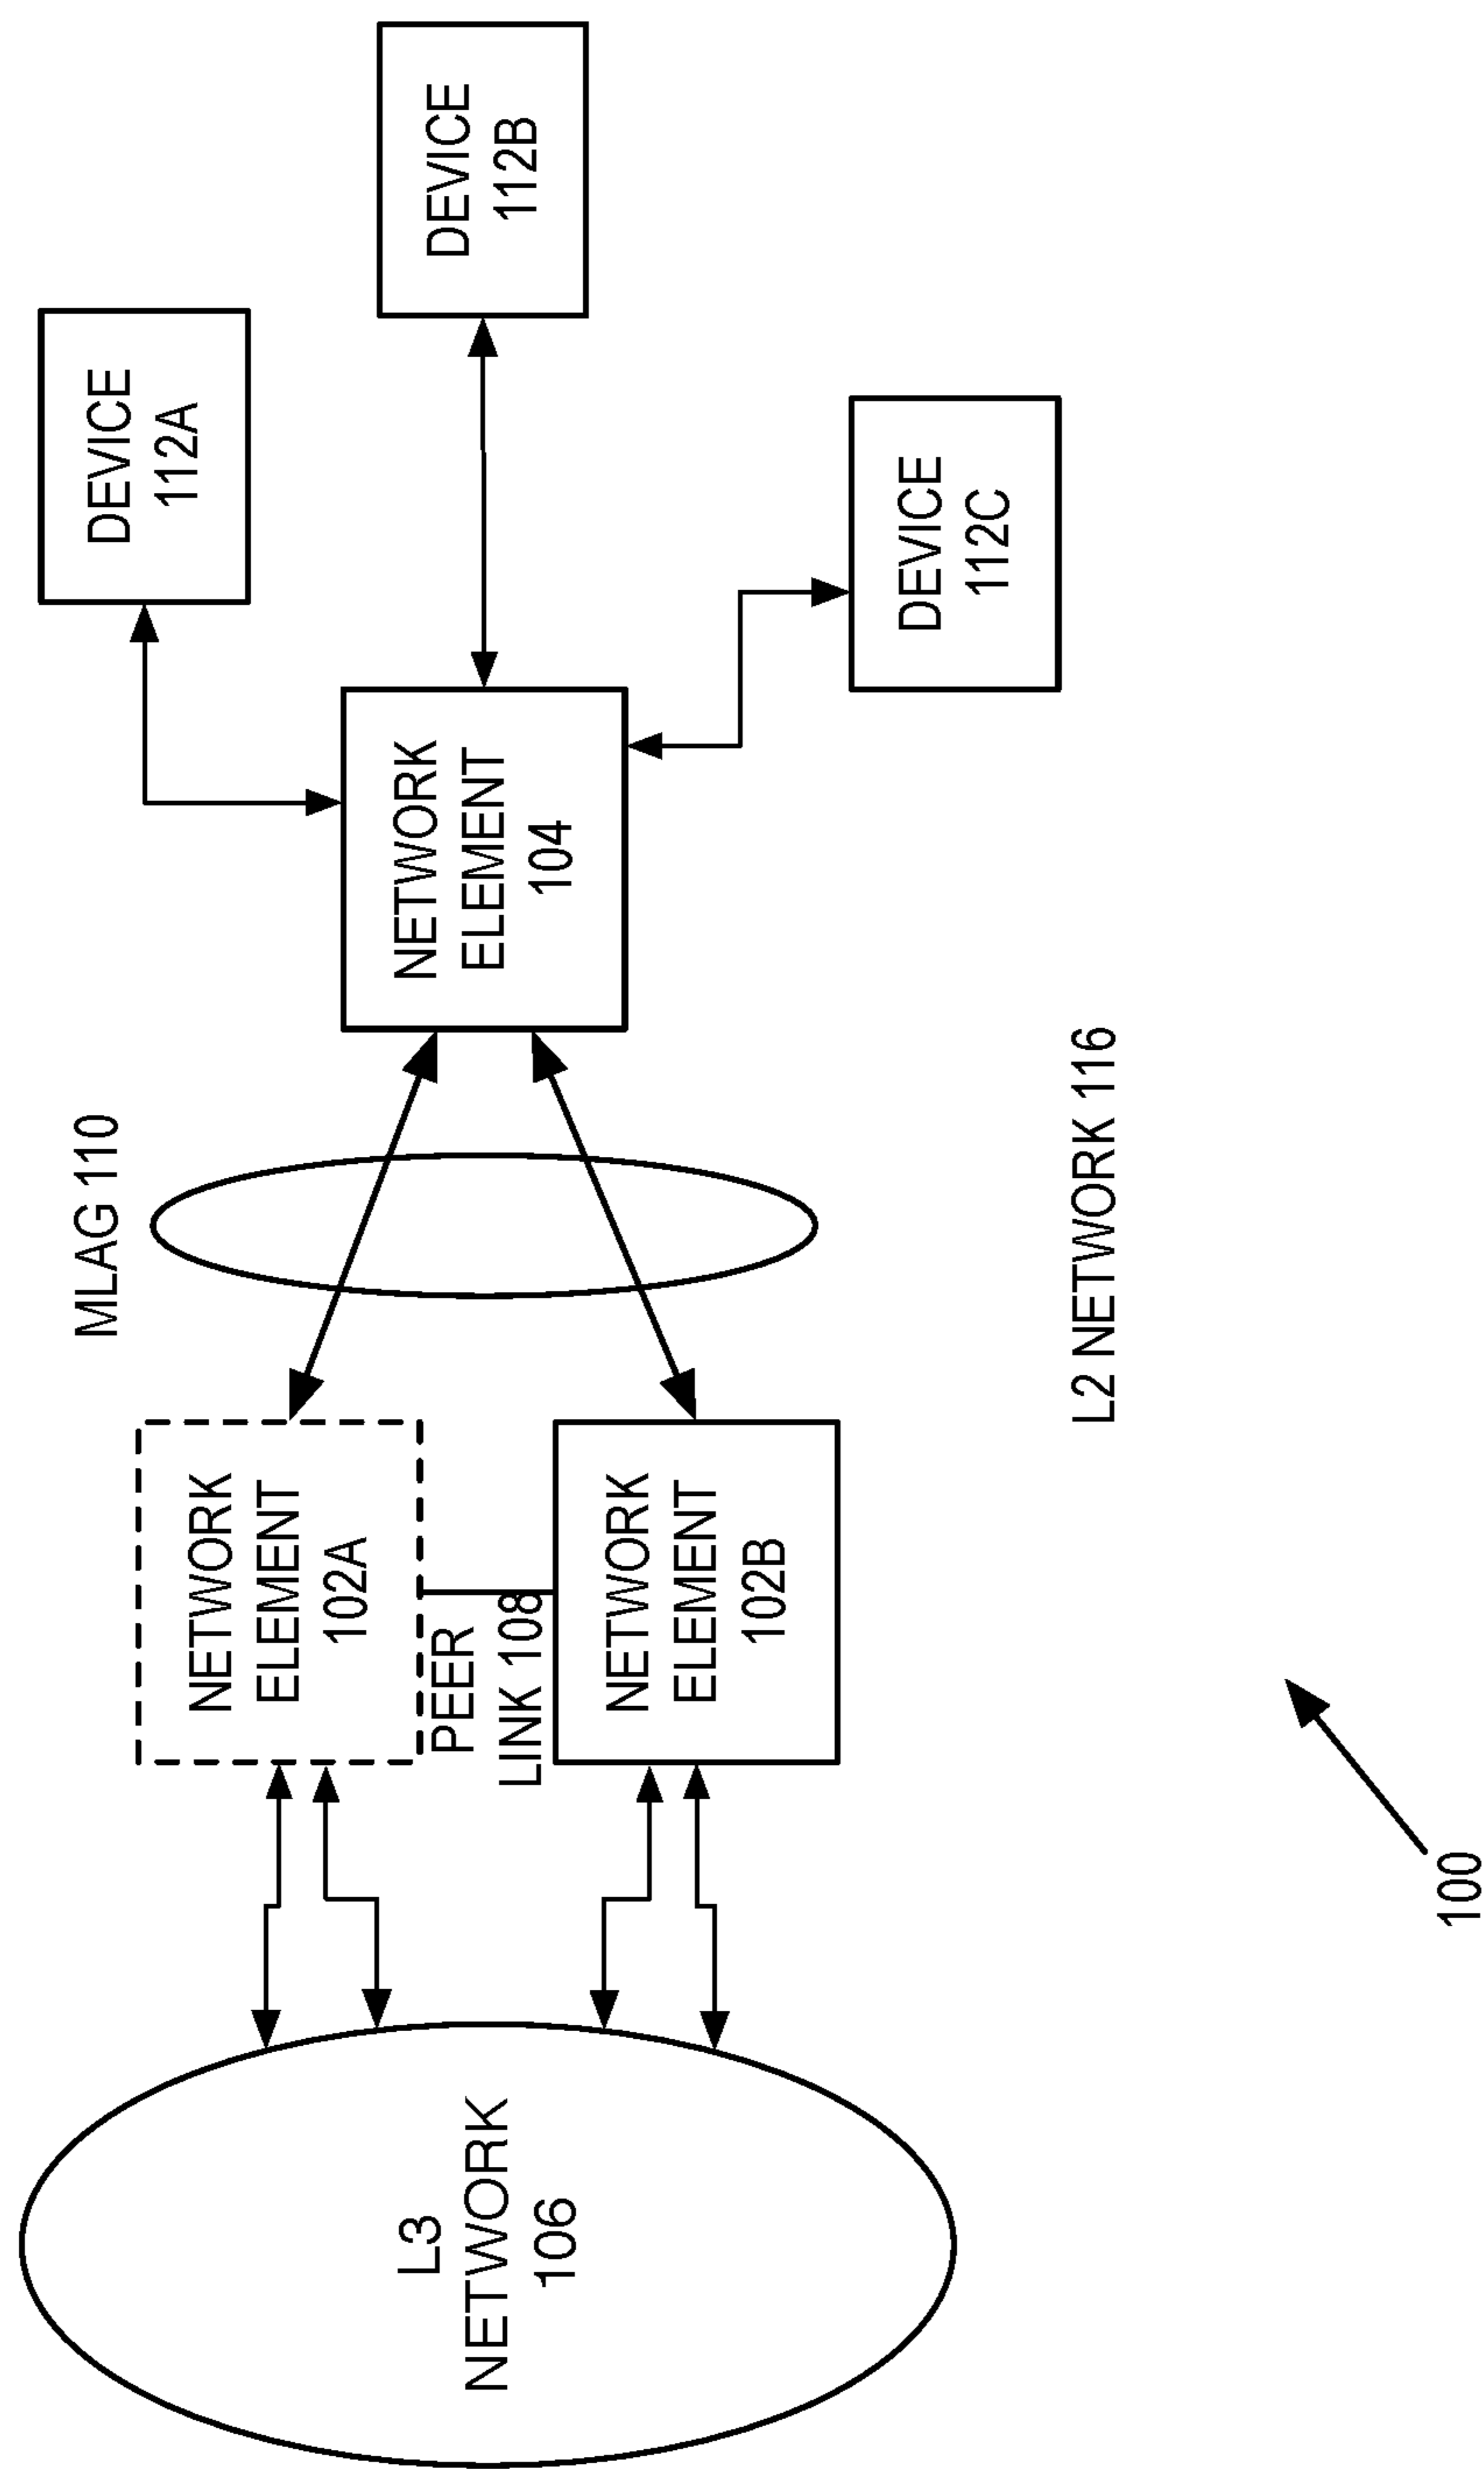 L3
NETWORK
106
NETWORK
ELEMENT
102A
PEER
LINK 108
NETWORK
ELEMENT
102B
MLAG 110
NETWORK
ELEMENT
104
DEVICE
112A
DEVICE
112B
DEVICE
112C
L2 NETWORK 116
100